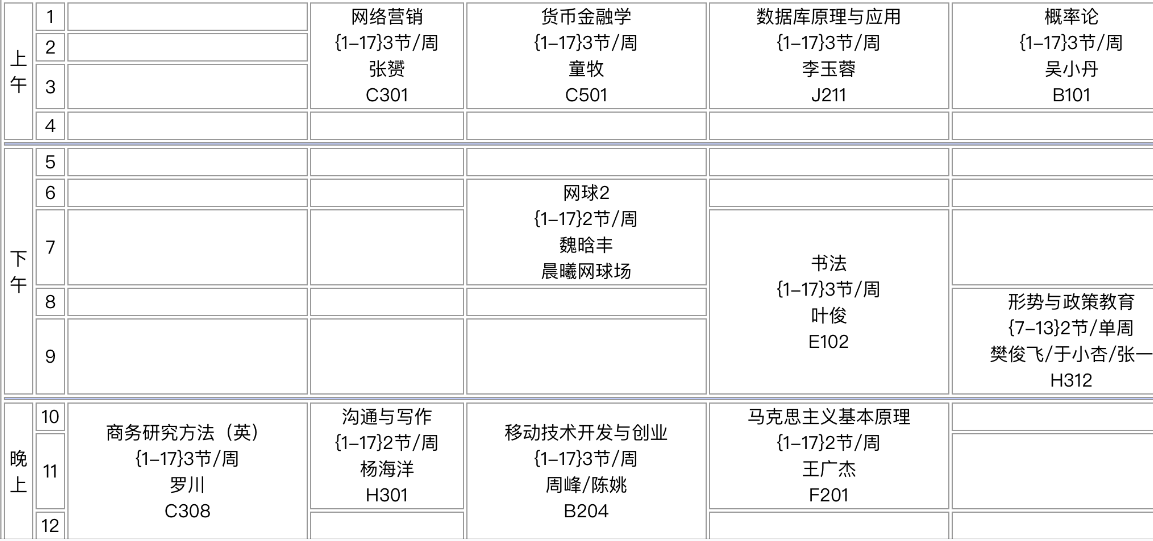 上午
1
2
3
4
网络营销
{1–17}3节/周
张赟
C301
货币金融学
{1–17}3节/周
童牧
C501
数据库原理与应用
{1–17}3节/周
李玉蓉
J211
概率论
{1–17}3节/周
吴小丹
B101
下午
5
6
7
8
9
网球2
{1–17}2节/周
魏晗丰
晨曦网球场
书法
{1–17}3节/周
叶俊
E102
形势与政策教育
{7–13}2节/单周
樊俊飞/于小杏/张一
H312
晚上
10
11
12
商务研究方法（英）
{1–17}3节/周
罗川
C308
沟通与写作
{1–17}2节/周
杨海洋
H301
移动技术开发与创业
{1–17}3节/周
周峰/陈姚
B204
马克思主义基本原理
{1–17}2节/周
王广杰
F201